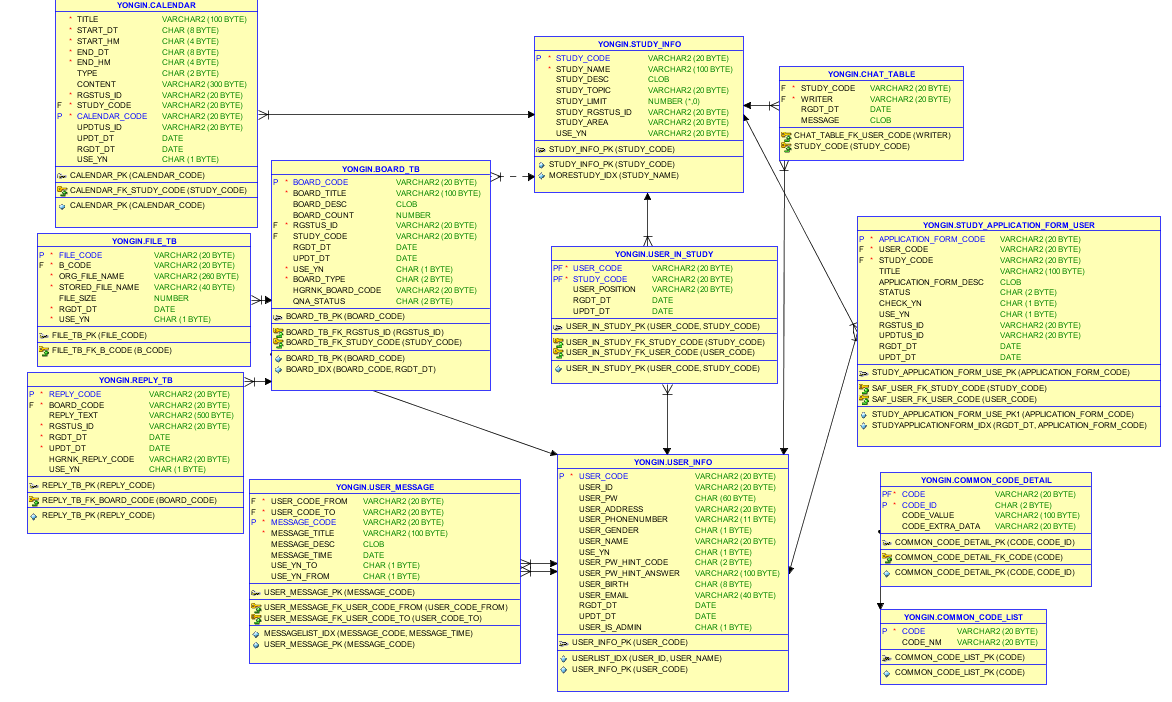 YONGIN.CALENDAR
* TITLE VARCHAR2 (100 BYTE)
* START_DT CHAR (8 BYTE)
* START_HM CHAR (4 BYTE)
* END_DT CHAR (8 BYTE)
* END_HM CHAR (4 BYTE)
TYPE CHAR (2 BYTE)
CONTENT VARCHAR2 (300 BYTE)
* RGSTUS_ID VARCHAR2 (20 BYTE)
F * STUDY_CODE VARCHAR2 (20 BYTE)
P * CALENDAR_CODE VARCHAR2 (20 BYTE)
UPDTUS_ID VARCHAR2 (20 BYTE)
UPDT_DT DATE
RGDT_DT DATE
USE_YN CHAR (1 BYTE)
CALENDAR_PK (CALENDAR_CODE)
CALENDAR_FK_STUDY_CODE (STUDY_CODE)
CALENDAR_PK (CALENDAR_CODE)
YONGIN.STUDY_INFO
P * STUDY_CODE VARCHAR2 (20 BYTE)
* STUDY_NAME VARCHAR2 (100 BYTE)
STUDY_DESC CLOB
STUDY_TOPIC VARCHAR2 (20 BYTE)
STUDY_LIMIT NUMBER (*,0)
STUDY_RGSTUS_ID VARCHAR2 (20 BYTE)
STUDY_AREA VARCHAR2 (20 BYTE)
USE_YN VARCHAR2 (20 BYTE)
STUDY_INFO_PK (STUDY_CODE)
STUDY_INFO_PK (STUDY_CODE)
MORESTUDY_IDX (STUDY_NAME)
YONGIN.CHAT_TABLE
F * STUDY_CODE VARCHAR2 (20 BYTE)
F * WRITER VARCHAR2 (20 BYTE)
RGDT_DT DATE
MESSAGE CLOB
CHAT_TABLE_FK_USER_CODE (WRITER)
STUDY_CODE (STUDY_CODE)
YONGIN.BOARD_TB
P * BOARD_CODE VARCHAR2 (20 BYTE)
* BOARD_TITLE VARCHAR2 (100 BYTE)
BOARD_DESC CLOB
BOARD_COUNT NUMBER
F * RGSTUS_ID VARCHAR2 (20 BYTE)
F STUDY_CODE VARCHAR2 (20 BYTE)
RGDT_DT DATE
UPDT_DT DATE
* USE_YN CHAR (1 BYTE)
* BOARD_TYPE CHAR (2 BYTE)
HGRNK_BOARD_CODE VARCHAR2 (20 BYTE)
QNA_STATUS CHAR (2 BYTE)
BOARD_TB_PK (BOARD_CODE)
BOARD_TB_FK_RGSTUS_ID (RGSTUS_ID)
BOARD_TB_FK_STUDY_CODE (STUDY_CODE)
BOARD_TB_PK (BOARD_CODE)
BOARD_IDX (BOARD_CODE, RGDT_DT)
YONGIN.FILE_TB
P * FILE_CODE VARCHAR2 (20 BYTE)
F * B_CODE VARCHAR2 (20 BYTE)
* ORG_FILE_NAME VARCHAR2 (260 BYTE)
* STORED_FILE_NAME VARCHAR2 (40 BYTE)
FILE_SIZE NUMBER
* RGDT_DT DATE
* USE_YN CHAR (1 BYTE)
FILE_TB_PK (FILE_CODE)
FILE_TB_FK_B_CODE (B_CODE)
YONGIN.USER_IN_STUDY
PF* USER_CODE VARCHAR2 (20 BYTE)
PF* STUDY_CODE VARCHAR2 (20 BYTE)
USER_POSITION VARCHAR2 (20 BYTE)
RGDT_DT DATE
UPDT_DT DATE
USER_IN_STUDY_PK (USER_CODE, STUDY_CODE)
USER_IN_STUDY_FK_STUDY_CODE (STUDY_CODE)
USER_IN_STUDY_FK_USER_CODE (USER_CODE)
USER_IN_STUDY_PK (USER_CODE, STUDY_CODE)
YONGIN.STUDY_APPLICATION_FORM_USER
P * APPLICATION_FORM_CODE VARCHAR2 (20 BYTE)
F * USER_CODE VARCHAR2 (20 BYTE)
F * STUDY_CODE VARCHAR2 (20 BYTE)
TITLE VARCHAR2 (100 BYTE)
APPLICATION_FORM_DESC CLOB
STATUS CHAR (2 BYTE)
CHECK_YN CHAR (1 BYTE)
USE_YN CHAR (1 BYTE)
RGSTUS_ID VARCHAR2 (20 BYTE)
UPDTUS_ID VARCHAR2 (20 BYTE)
RGDT_DT DATE
UPDT_DT DATE
STUDY_APPLICATION_FORM_USE_PK (APPLICATION_FORM_CODE)
SAF_USER_FK_STUDY_CODE (STUDY_CODE)
SAF_USER_FK_USER_CODE (USER_CODE)
STUDY_APPLICATION_FORM_USE_PK1 (APPLICATION_FORM_CODE)
STUDYAPPLICATIONFORM_IDX (RGDT_DT, APPLICATION_FORM_CODE)
YONGIN.REPLY_TB
P * REPLY_CODE VARCHAR2 (20 BYTE)
F * BOARD_CODE VARCHAR2 (20 BYTE)
REPLY_TEXT VARCHAR2 (500 BYTE)
* RGSTUS_ID VARCHAR2 (20 BYTE)
* RGDT_DT DATE
* UPDT_DT DATE
HGRNK_REPLY_CODE VARCHAR2 (20 BYTE)
USE_YN CHAR (1 BYTE)
REPLY_TB_PK (REPLY_CODE)
REPLY_TB_FK_BOARD_CODE (BOARD_CODE)
REPLY_TB_PK (REPLY_CODE)
YONGIN.USER_MESSAGE
F * USER_CODE_FROM VARCHAR2 (20 BYTE)
F * USER_CODE_TO VARCHAR2 (20 BYTE)
P * MESSAGE_CODE VARCHAR2 (20 BYTE)
* MESSAGE_TITLE VARCHAR2 (100 BYTE)
MESSAGE_DESC CLOB
MESSAGE_TIME DATE
USE_YN_TO CHAR (1 BYTE)
USE_YN_FROM CHAR (1 BYTE)
USER_MESSAGE_PK (MESSAGE_CODE)
USER_MESSAGE_FK_USER_CODE_FROM (USER_CODE_FROM)
USER_MESSAGE_FK_USER_CODE_TO (USER_CODE_TO)
MESSAGELIST_IDX (MESSAGE_CODE, MESSAGE_TIME)
USER_MESSAGE_PK (MESSAGE_CODE)
YONGIN.USER_INFO
P * USER_CODE VARCHAR2 (20 BYTE)
USER_ID VARCHAR2 (20 BYTE)
USER_PW CHAR (60 BYTE)
USER_ADDRESS VARCHAR2 (20 BYTE)
USER_PHONENUMBER VARCHAR2 (11 BYTE)
USER_GENDER CHAR (1 BYTE)
USER_NAME VARCHAR2 (20 BYTE)
USE_YN CHAR (1 BYTE)
USER_PW_HINT_CODE CHAR (2 BYTE)
USER_PW_HINT_ANSWER VARCHAR2 (100 BYTE)
USER_BIRTH CHAR (8 BYTE)
USER_EMAIL VARCHAR2 (40 BYTE)
RGDT_DT DATE
UPDT_DT DATE
USER_IS_ADMIN CHAR (1 BYTE)
USER_INFO_PK (USER_CODE)
USERLIST_IDX (USER_ID, USER_NAME)
USER_INFO_PK (USER_CODE)
YONGIN.COMMON_CODE_DETAIL
PF* CODE VARCHAR2 (20 BYTE)
P * CODE_ID CHAR (2 BYTE)
CODE_VALUE VARCHAR2 (100 BYTE)
CODE_EXTRA_DATA VARCHAR2 (20 BYTE)
COMMON_CODE_DETAIL_PK (CODE, CODE_ID)
COMMON_CODE_DETAIL_FK_CODE (CODE)
COMMON_CODE_DETAIL_PK (CODE, CODE_ID)
YONGIN.COMMON_CODE_LIST
P * CODE VARCHAR2 (20 BYTE)
CODE_NM VARCHAR2 (20 BYTE)
COMMON_CODE_LIST_PK (CODE)
COMMON_CODE_LIST_PK (CODE)